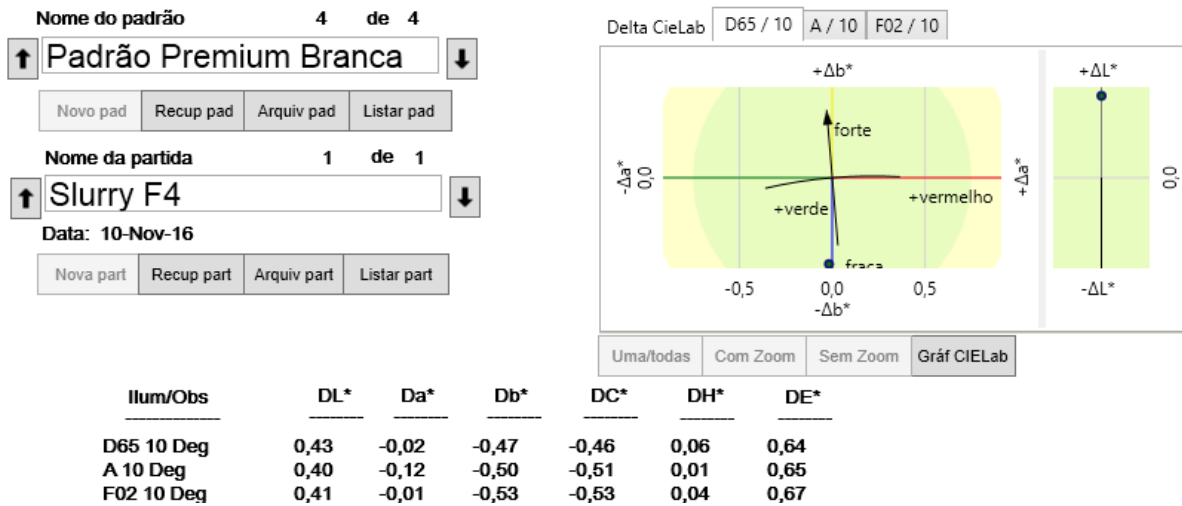 Nome do padrão 4 de 4
Padrão Premium Branca
Novo pad Recup pad Arquiv pad Listar pad
Nome da partida 1 de 1
Slurry F4
Data: 10-Nov-16
Nova part Recup part Arquiv part Listar part
Delta CieLab D65 / 10 A / 10 F02 / 10
+Δb*
forte
-Δa*
0,0
+verde
+vermelho
+Δa*
fraca
-0,5 0,0 0,5
-Δb*
+ΔL*
0,0
-ΔL*
Uma/todas Com Zoom Sem Zoom Gráf CIELab
Ilum/Obs DL* Da* Db* DC* DH* DE*
D65 10 Deg 0,43 -0,02 -0,47 -0,46 0,06 0,64
A 10 Deg 0,40 -0,12 -0,50 -0,51 0,01 0,65
F02 10 Deg 0,41 -0,01 -0,53 -0,53 0,04 0,67